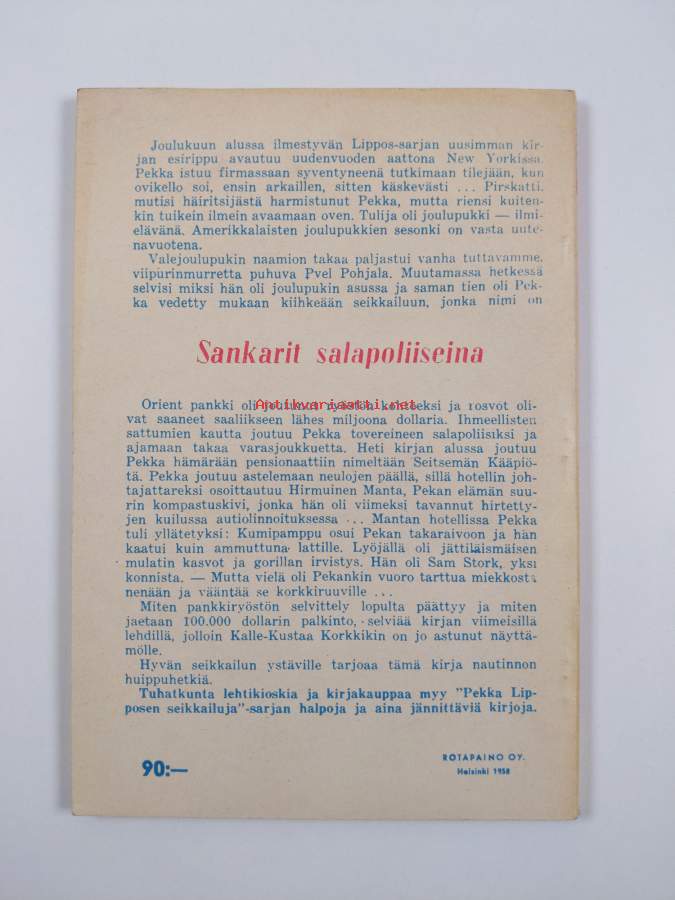 Joulukuun alussa ilmestyvän Lippos-sarjan uusimman kir-
jan esirippu avautuu uudenvuoden aattona New Yorkissa.
Pekka istuu firmassaan syventyneenä tutkimaan tilejään, kun
ovikello soi, ensin arkaillen, sitten käskevästi ... Pirskatti,
mutisi häiritsijästä harmistunut Pekka, mutta riensi kuiten-
kin tuikein ilmein avaamaan oven. Tulija oli joulupukki — ilmi-
elävänä. Amerikkalaisten joulupukkien sesonki on vasta uude-
navuotena.
Valejoulupukin naamion takaa paljastui vanha tuttavamme,
viipurinmurretta puhuva Pvel Pohjala. Muutamassa hetkessä
selvisi miksi hän oli joulupukin asussa ja saman tien oli Pek-
ka vedetty mukaan kiihkeään seikkailuun, jonka nimi on
Sankarit salapoliiseina
Orient pankki oli joutunut ryöstön kohteeksi ja rosvot oli-
Antikvariaatti.net
vat saaneet saaliikseen lähes miljoona dollaria. Ihmeellisten
sattumien kautta joutuu Pekka tovereineen salapoliisiksi ja
ajamaan takaa varasjoukkuetta. Heti kirjan alussa joutuu
Pekka hämärään pensionaattiin nimeltään Seitsemän Kääpiö-
tä. Pekka joutuu astelemaan neulojen päällä, sillä hotellin joh-
tajattareksi osoittautuu Hirmuinen Manta, Pekan elämän suu-
rin kompastuskivi, jonka hän oli viimeksi tavannut hirtetty-
jen kuilussa autiolinnoituksessa ... Mantan hotellissa Pekka
tuli yllätetyksi: Kumipamppu osui Pekan takaraivoon ja hän
kaatui kuin ammuttuna lattille. Lyöjällä oli jättiläismäisen
mulatin kasvot ja gorillan irvistys. Hän oli Sam Stork, yksi
konnista. — Mutta vielä oli Pekankin vuoro tarttua miekkosta
nenään ja vääntää se korkkiruuville ...
Miten pankkiryöstön selvittely lopulta päättyy ja miten
jaetaan 100.000 dollarin palkinto, selviää kirjan viimeisillä
lehdillä, jolloin Kalle-Kustaa Korkkikin on jo astunut näyttä-
mölle.
Hyvän seikkailun ystäville tarjoaa tämä kirja nautinnon
huippuhetkiä.
Tuhatkunta lehtikioskia ja kirjakauppaa myy "Pekka Lip-
posen seikkailuja"-sarjan halpoja ja aina jännittäviä kirjoja.
90:—
ROTAPAINO OY.
Helsinki 1958